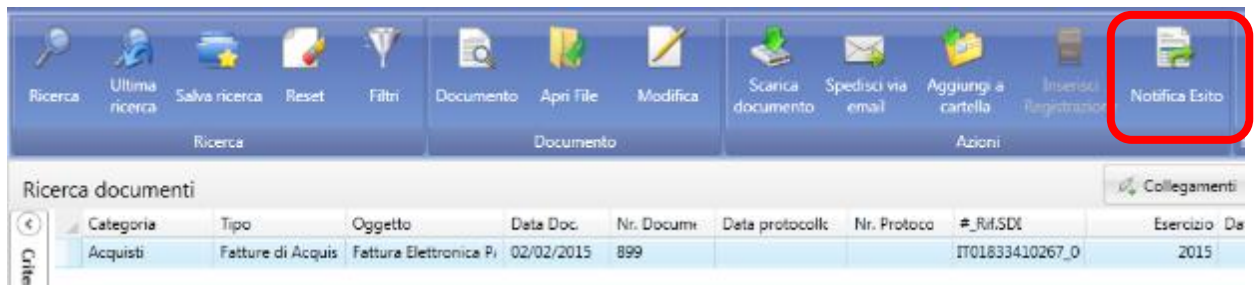 Ricerca
Ultima
ricerca
Salva ricerca
Reset
Filtri
Documento
Apri File
Modifica
Scarica
documento
Spedisci via
email
Aggiungi a
cartella
Inserisci
Registrazione
Notifica Esito
Ricerca
Documento
Azioni
Ricerca documenti
Collegamenti
Categoria Tipo Oggetto Data Doc. Nr. Docume Data protocollo Nr. Protoco #_Rif.SDI Esercizio Da
Acquisti Fatture di Acquis Fattura Elettronica P 02/02/2015 899 IT01833410267_0 2015
Crite